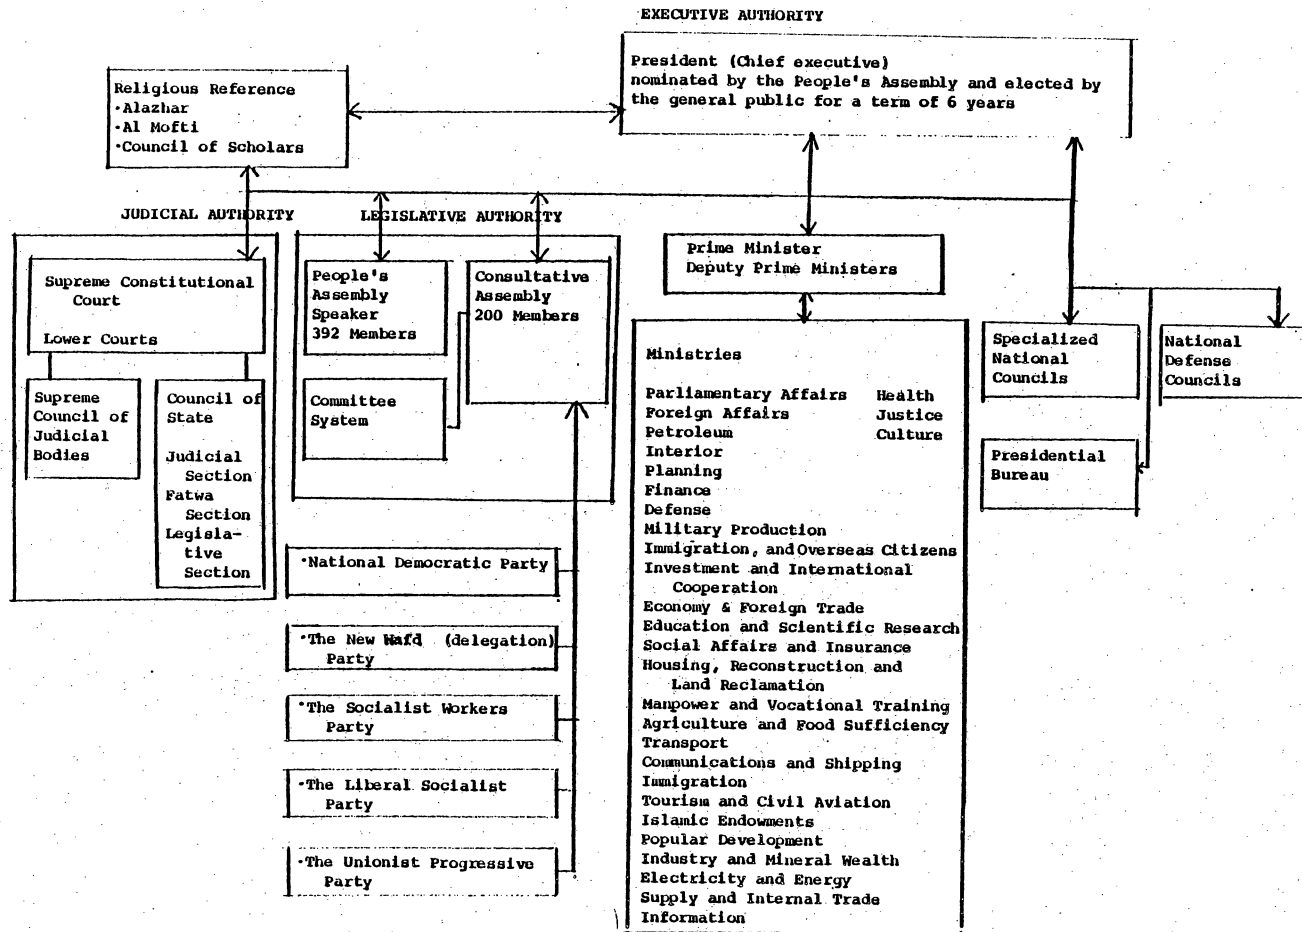 EXECUTIVE AUTHORITY
President (Chief executive)
nominated by the People's Assembly and elected by
the general public for a term of 6 years
Religious Reference
•Alazhar
•Al Mofti
•Council of Scholars
JUDICIAL AUTHORITY
Supreme Constitutional
Court
Lower Courts
Supreme
Council of
Judicial
Bodies
Council of
State
Judicial
Section
Fatwa
Section
Legisla-
tive
Section
LEGISLATIVE AUTHORITY
People's
Assembly
Speaker
392 Members
Consultative
Assembly
200 Members
Committee
System
•National Democratic Party
•The New Wafd (delegation)
Party
•The Socialist Workers
Party
•The Liberal Socialist
Party
•The Unionist Progressive
Party
Prime Minister
Deputy Prime Ministers
Ministries
Parliamentary Affairs Health
Foreign Affairs Justice
Petroleum Culture
Interior
Planning
Finance
Defense
Military Production
Immigration, and Overseas Citizens
Investment and International
Cooperation
Economy & Foreign Trade
Education and Scientific Research
Social Affairs and Insurance
Housing, Reconstruction and
Land Reclamation
Manpower and Vocational Training
Agriculture and Food Sufficiency
Transport
Communications and Shipping
Immigration
Tourism and Civil Aviation
Islamic Endowments
Popular Development
Industry and Mineral Wealth
Electricity and Energy
Supply and Internal Trade
Information
Specialized
National
Councils
National
Defense
Councils
Presidential
Bureau